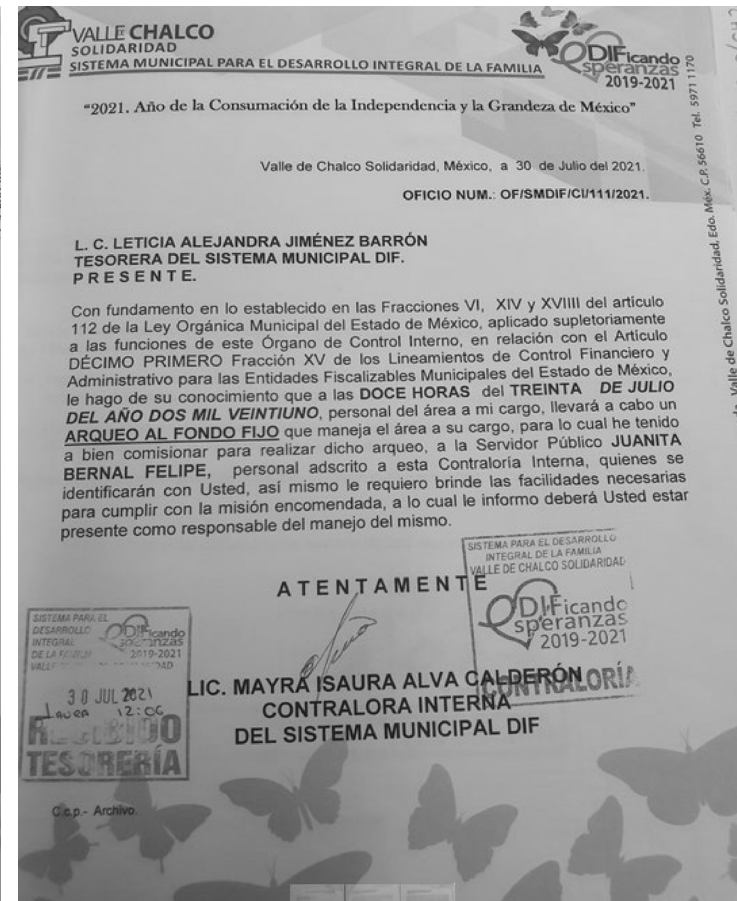 VALLE CHALCO
SOLIDARIDAD
SISTEMA MUNICIPAL PARA EL DESARROLLO INTEGRAL DE LA FAMILIA
ODIFicando
speranzas
2019-2021
"2021. Año de la Consumación de la Independencia y la Grandeza de México"
Valle de Chalco Solidaridad, México, a 30 de Julio del 2021.
OFICIO NUM.: OF/SMDIF/CI/111/2021.
L. C. LETICIA ALEJANDRA JIMÉNEZ BARRÓN
TESORERA DEL SISTEMA MUNICIPAL DIF.
P R E S E N T E.
Con fundamento en lo establecido en las Fracciones VI, XIV y XVIIII del artículo
112 de la Ley Orgánica Municipal del Estado de México, aplicado supletoriamente
a las funciones de este Órgano de Control Interno, en relación con el Artículo
DÉCIMO PRIMERO Fracción XV de los Lineamientos de Control Financiero y
Administrativo para las Entidades Fiscalizables Municipales del Estado de México,
le hago de su conocimiento que a las DOCE HORAS del TREINTA DE JULIO
DEL AÑO DOS MIL VEINTIUNO, personal del área a mi cargo, llevará a cabo un
ARQUEO AL FONDO FIJO que maneja el área a su cargo, para lo cual he tenido
a bien comisionar para realizar dicho arqueo, a la Servidor Público JUANITA
BERNAL FELIPE, personal adscrito a esta Contraloría Interna, quienes se
identificarán con Usted, así mismo le requiero brinde las facilidades necesarias
para cumplir con la misión encomendada, a lo cual le informo deberá Usted estar
presente como responsable del manejo del mismo.
A T E N T A M E N T E
SISTEMA PARA EL DESARROLLO
INTEGRAL DE LA FAMILIA
VALLE DE CHALCO SOLIDARIDAD
ODIFicando
speranzas
2019-2021
CONTRALORÍA
LIC. MAYRA ISAURA ALVA CALDERÓN
CONTRALORA INTERNA
DEL SISTEMA MUNICIPAL DIF
SISTEMA PARA EL
DESARROLLO
INTEGRAL
DE LA FAMILIA
VALLE
ODIFicando
speranzas
2019-2021
30 JUL 2021
Laura 12:06
RECIBIDO
TESORERÍA
C.c.p.- Archivo.
Valle de Chalco Solidaridad, Edo. Méx. C.P. 56610 Tel. 5971 1170